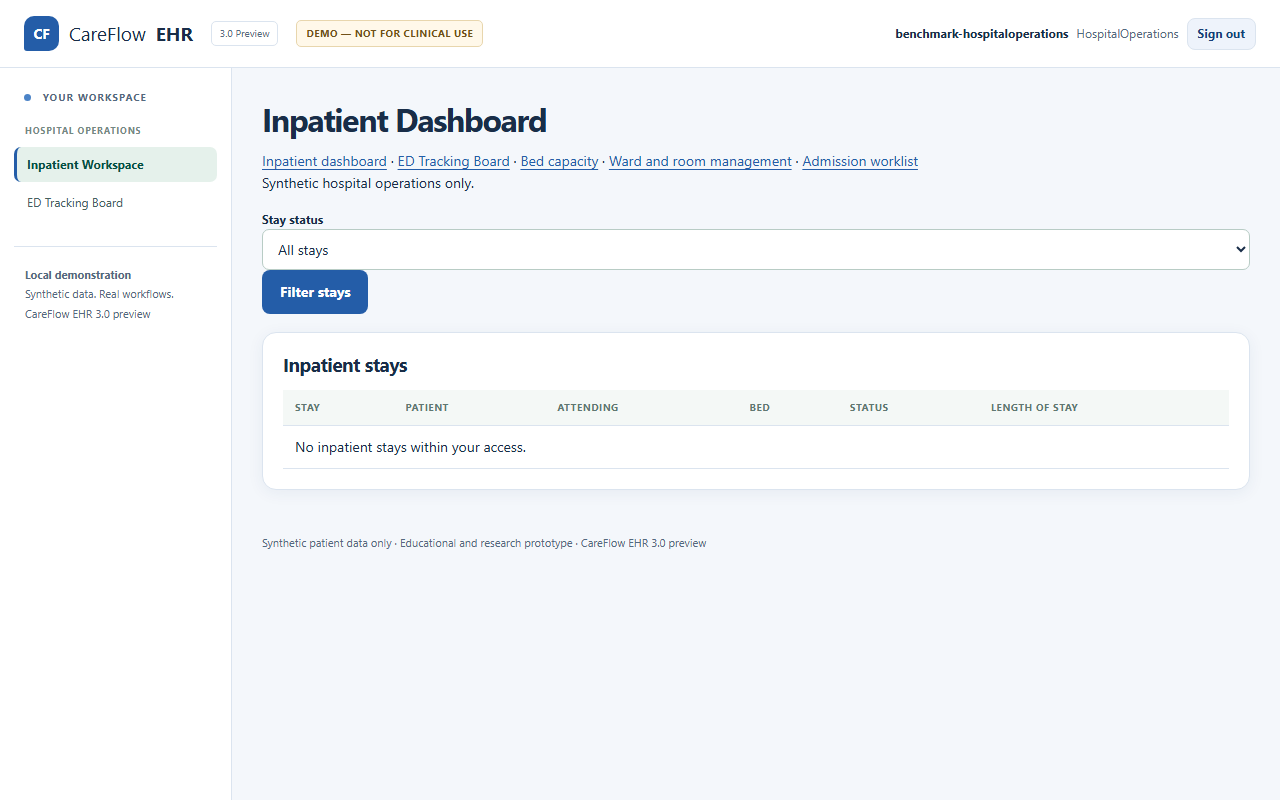 CF CareFlow EHR 3.0 Preview DEMO — NOT FOR CLINICAL USE benchmark-hospitaloperations HospitalOperations Sign out
YOUR WORKSPACE
HOSPITAL OPERATIONS
Inpatient Workspace
ED Tracking Board
Local demonstration
Synthetic data. Real workflows.
CareFlow EHR 3.0 preview
Inpatient Dashboard
Inpatient dashboard · ED Tracking Board · Bed capacity · Ward and room management · Admission worklist
Synthetic hospital operations only.
Stay status
All stays
Filter stays
Inpatient stays
STAY PATIENT ATTENDING BED STATUS LENGTH OF STAY
No inpatient stays within your access.
Synthetic patient data only · Educational and research prototype · CareFlow EHR 3.0 preview